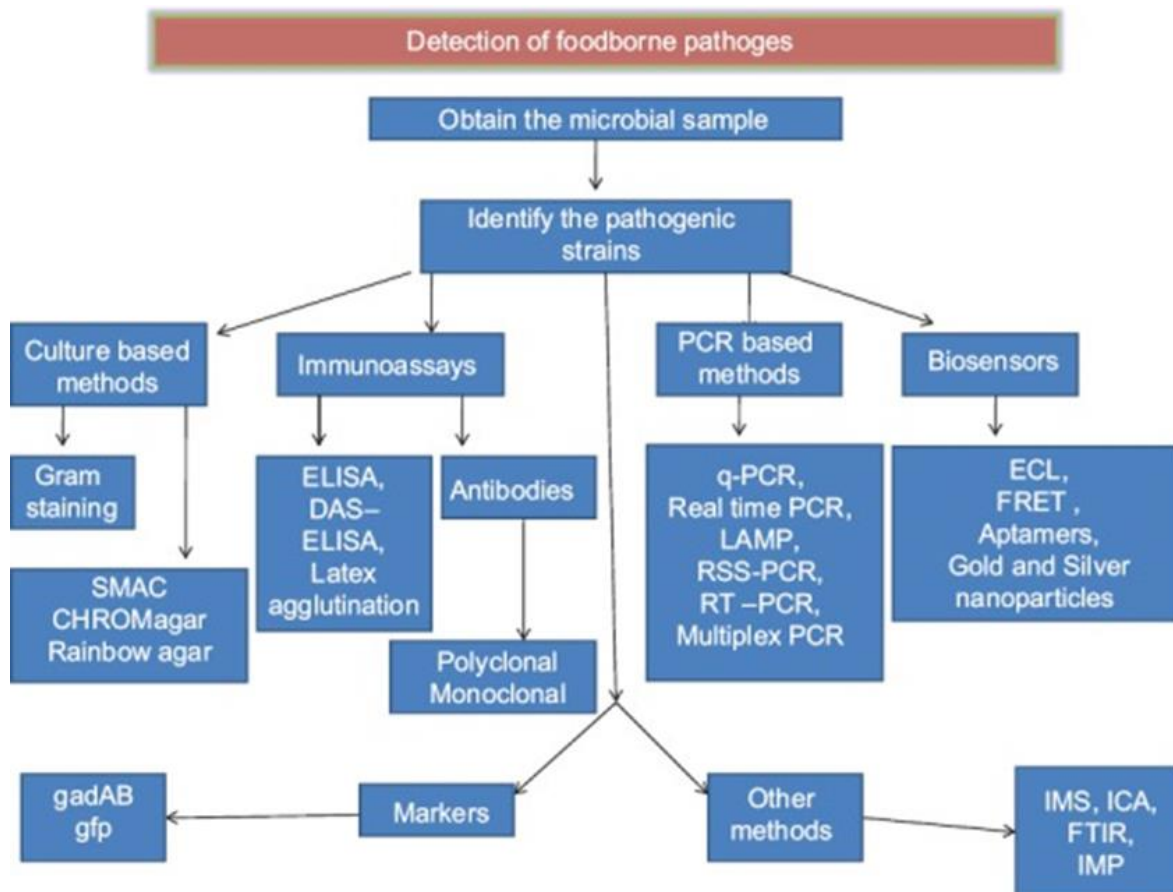 Detection of foodborne pathoges
Obtain the microbial sample
Identify the pathogenic
strains
Culture based
methods
Immunoassays
PCR based
methods
Biosensors
Gram
staining
SMAC
CHROMagar
Rainbow agar
ELISA,
DAS–
ELISA,
Latex
agglutination
Antibodies
Polyclonal
Monoclonal
q-PCR,
Real time PCR,
LAMP,
RSS-PCR,
RT –PCR,
Multiplex PCR
ECL,
FRET ,
Aptamers,
Gold and Silver
nanoparticles
gadAB
gfp
Markers
Other
methods
IMS, ICA,
FTIR,
IMP